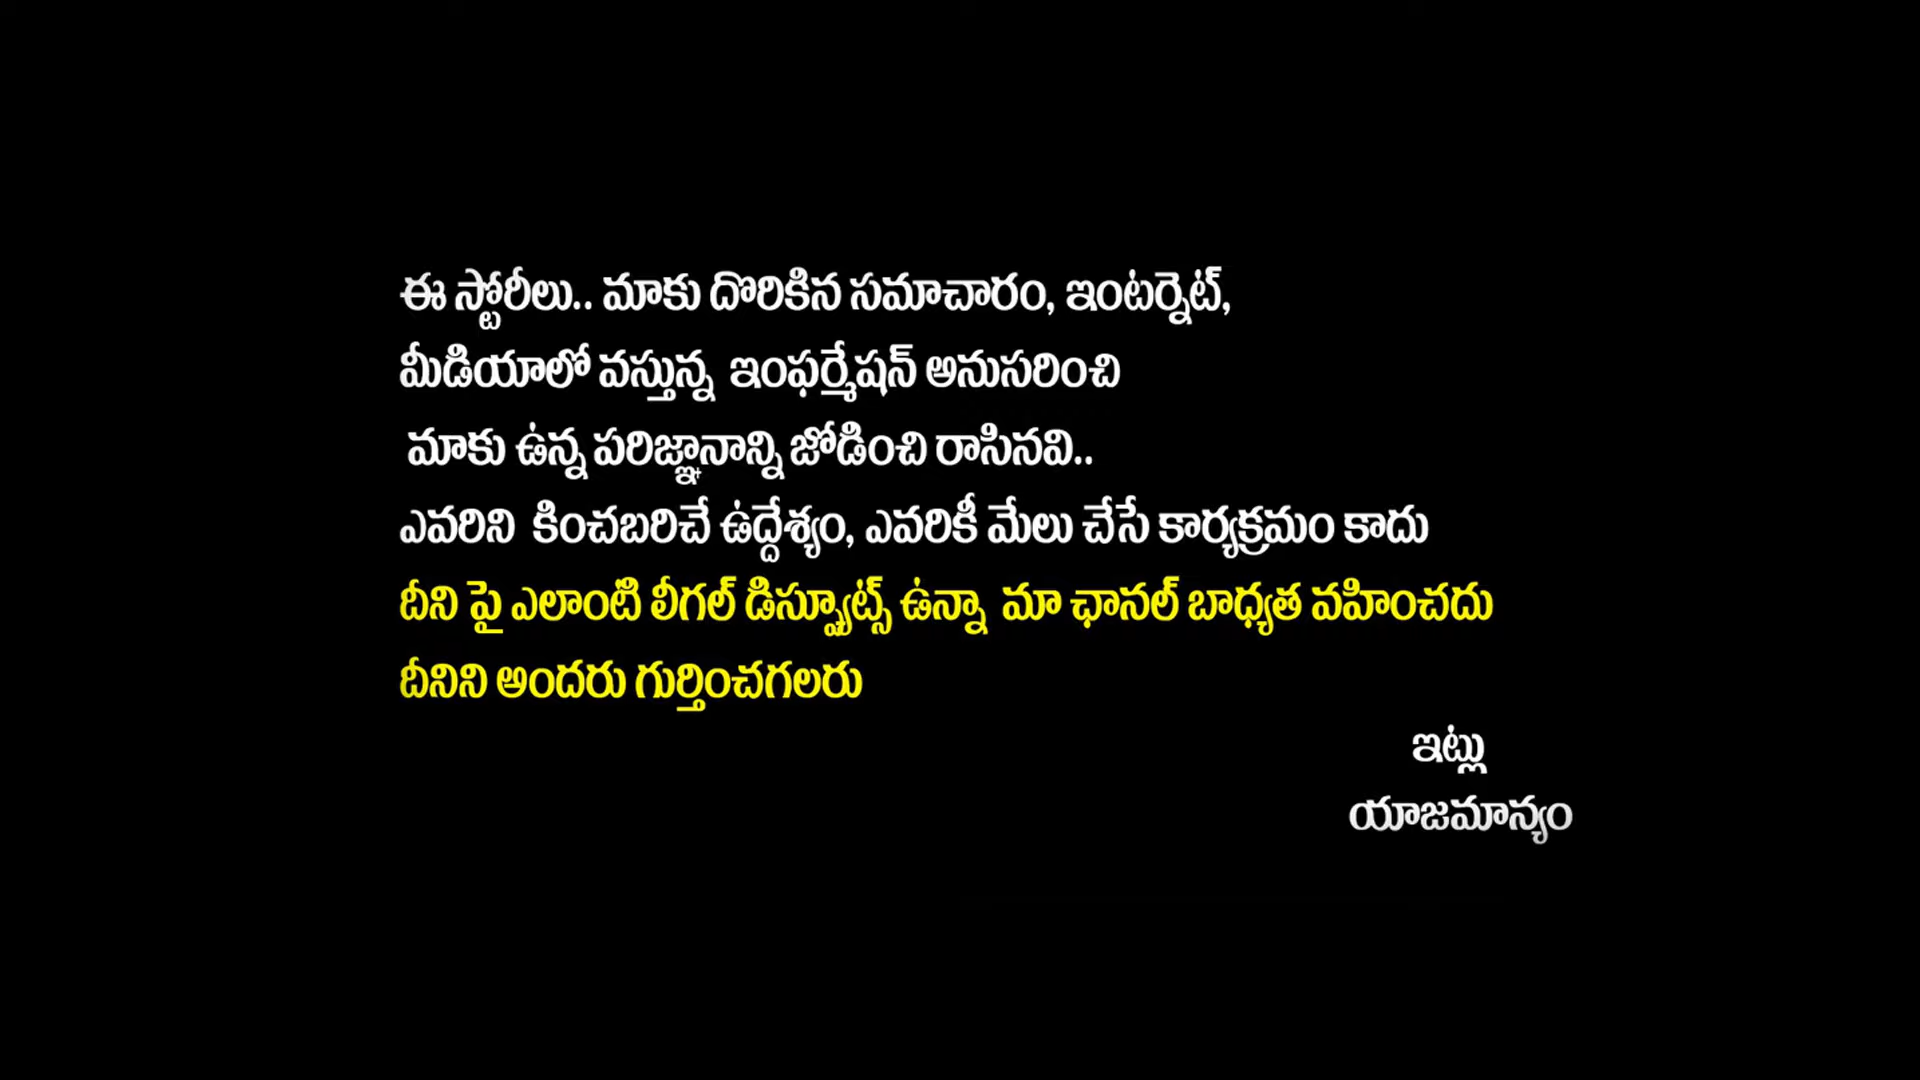 ఈ స్టోరీలు.. మాకు దొరికిన సమాచారం, ఇంటర్నెట్,
మీడియాలో వస్తున్న ఇంఫర్మేషన్ అనుసరించి
మాకు ఉన్న పరిజ్ఞానాన్ని జోడించి రాసినవి..
ఎవరిని కించబరిచే ఉద్దేశ్యం, ఎవరికీ మేలు చేసే కార్యక్రమం కాదు
దీని పై ఎలాంటి లీగల్ డిస్ప్యూట్స్ ఉన్నా మా ఛానల్ బాధ్యత వహించదు
దీనిని అందరు గుర్తించగలరు
ఇట్లు
యాజమాన్యం